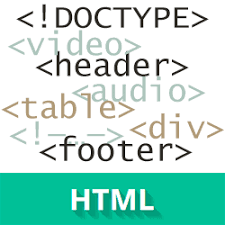 <!DOCTYPE>
<video>
<header>
<audio>
<table>
<div>
<!–…–>
<footer>
HTML